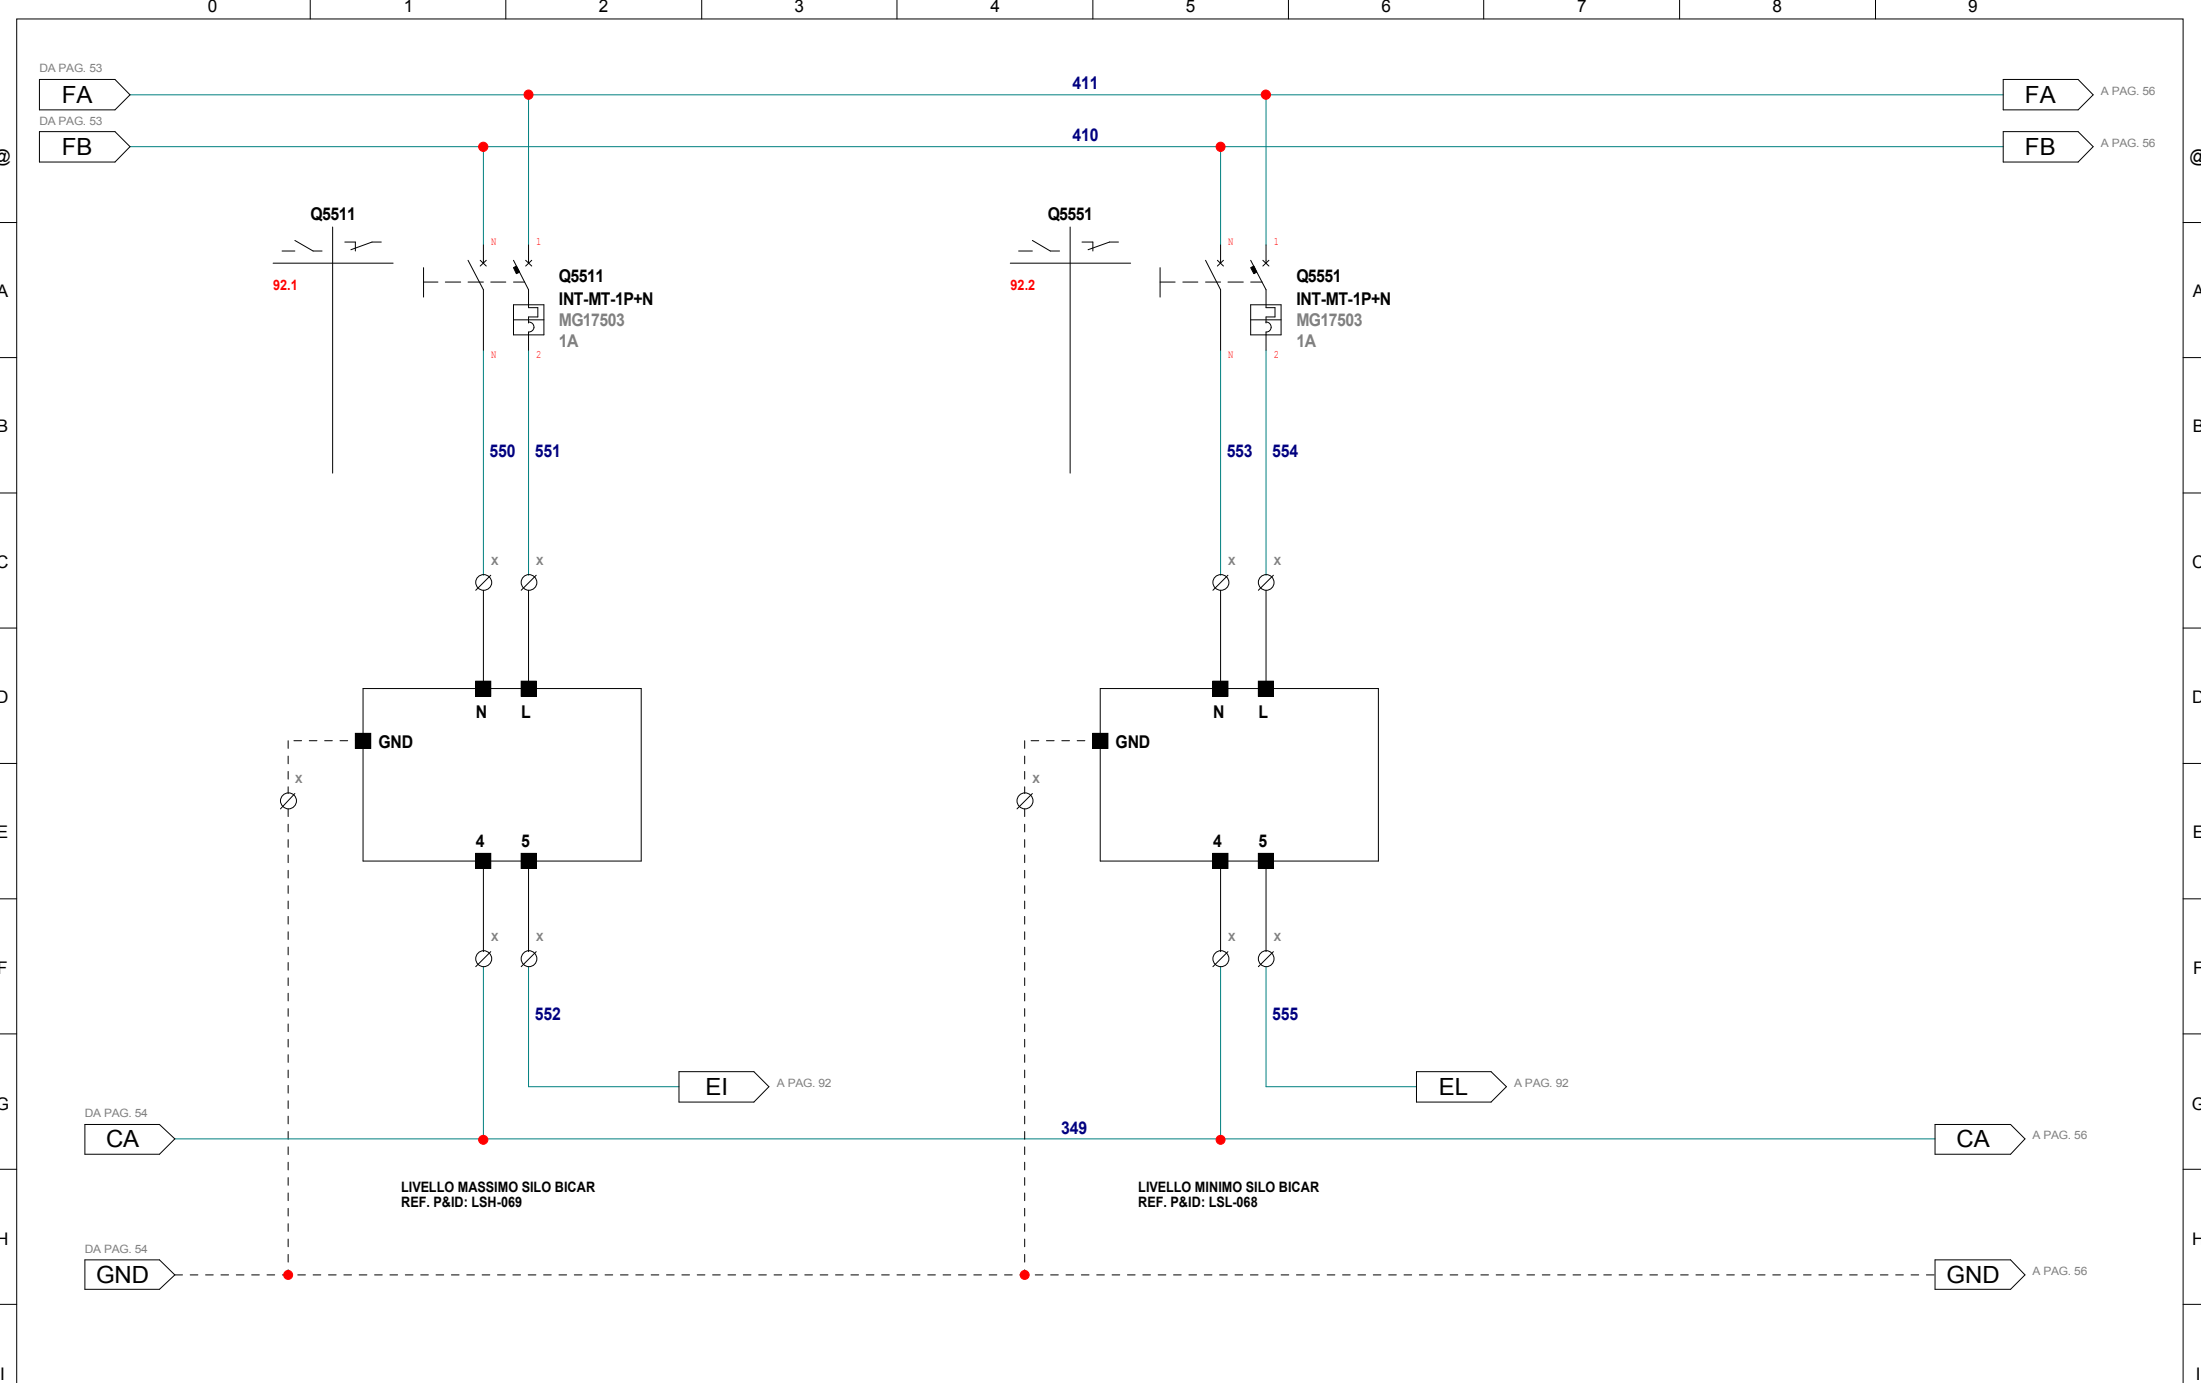 0 1 2 3 4 5 6 7 8 9
DA PAG. 53
FA 411 FA A PAG. 56
DA PAG. 53
FB 410 FB A PAG. 56
@ @
Q5511 Q5551
N 1 N 1
92.1 Q5511 92.2 Q5551
A INT-MT-1P+N INT-MT-1P+N A
MG17503 MG17503
1A 1A
N 2 N 2
B B
550 551 553 554
C x x x x C
D D
N L N L
GND GND
x x
E E
4 5 4 5
x x x x
F F
552 555
EI A PAG. 92 EL A PAG. 92
G G
DA PAG. 54
CA 349 CA A PAG. 56
LIVELLO MASSIMO SILO BICAR LIVELLO MINIMO SILO BICAR
REF. P&ID: LSH-069 REF. P&ID: LSL-068
H H
DA PAG. 54
GND GND A PAG. 56
I I